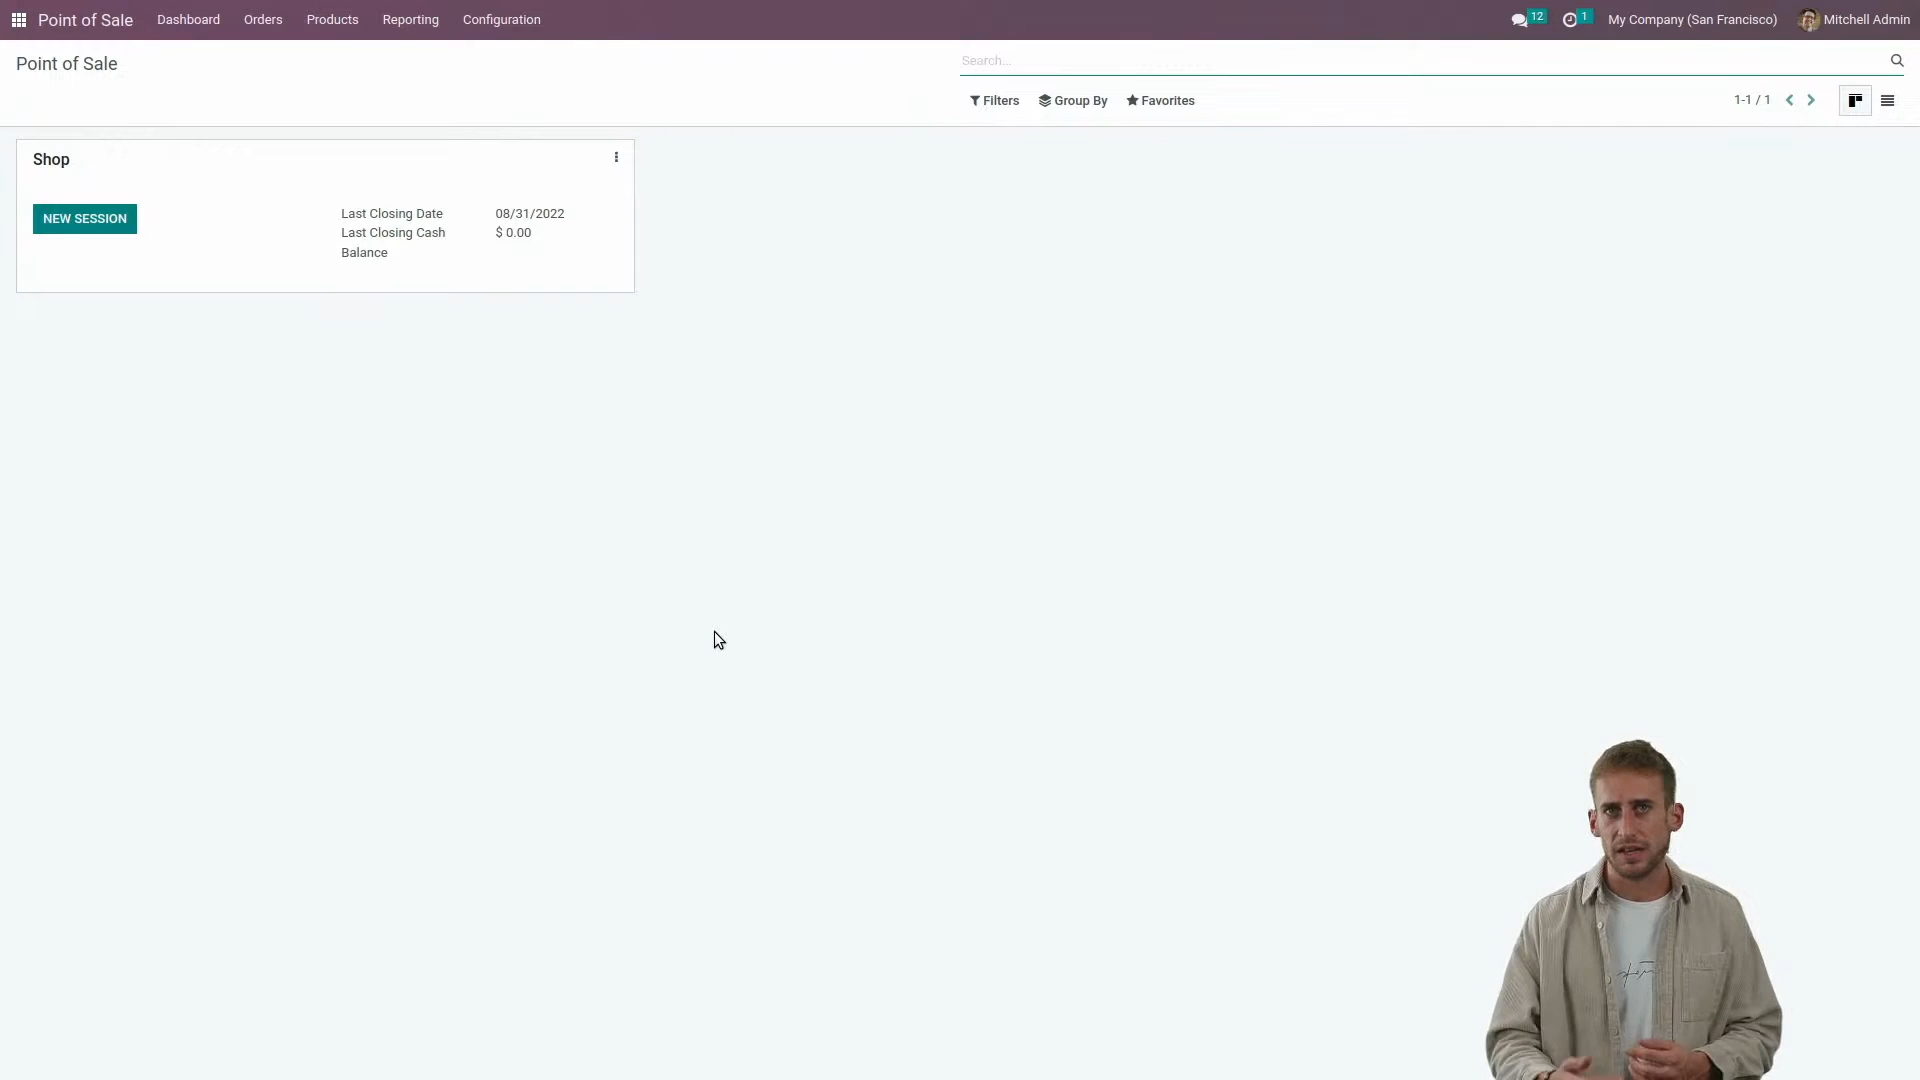 Point of Sale Dashboard Orders Products Reporting Configuration 12 1 My Company (San Francisco) Mitchell Admin
Point of Sale
Search...
Filters Group By Favorites 1-1 / 1
Shop
NEW SESSION
Last Closing Date 08/31/2022
Last Closing Cash $ 0.00
Balance